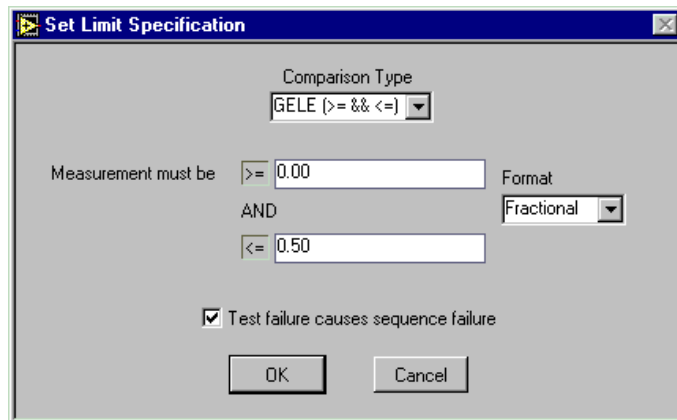 Set Limit Specification
Comparison Type
GELE (>= && <=)
Measurement must be >= 0.00
Format
AND
Fractional
<= 0.50
Test failure causes sequence failure
OK Cancel